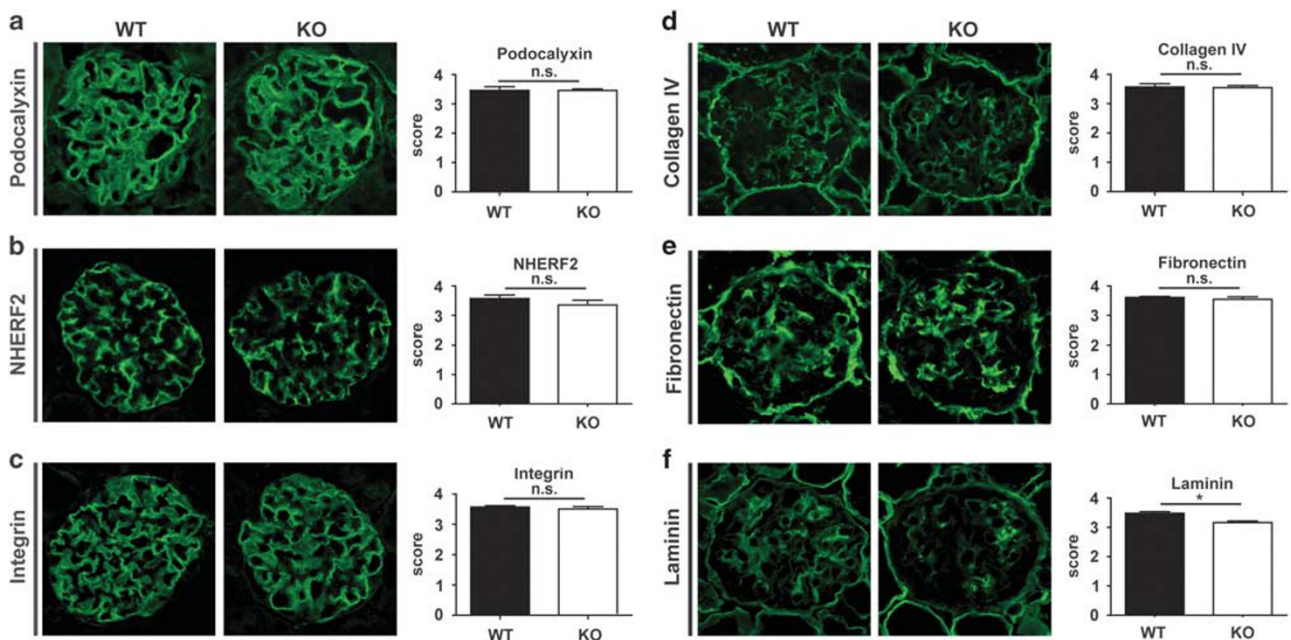 a
WT KO
Podocalyxin
Podocalyxin
n.s.
score
4
3
2
1
0
WT KO
b
NHERF2
NHERF2
n.s.
score
4
3
2
1
0
WT KO
c
Integrin
Integrin
n.s.
score
4
3
2
1
0
WT KO
d
WT KO
Collagen IV
Collagen IV
n.s.
score
4
3
2
1
0
WT KO
e
Fibronectin
Fibronectin
n.s.
score
4
3
2
1
0
WT KO
f
Laminin
Laminin
*
score
4
3
2
1
0
WT KO